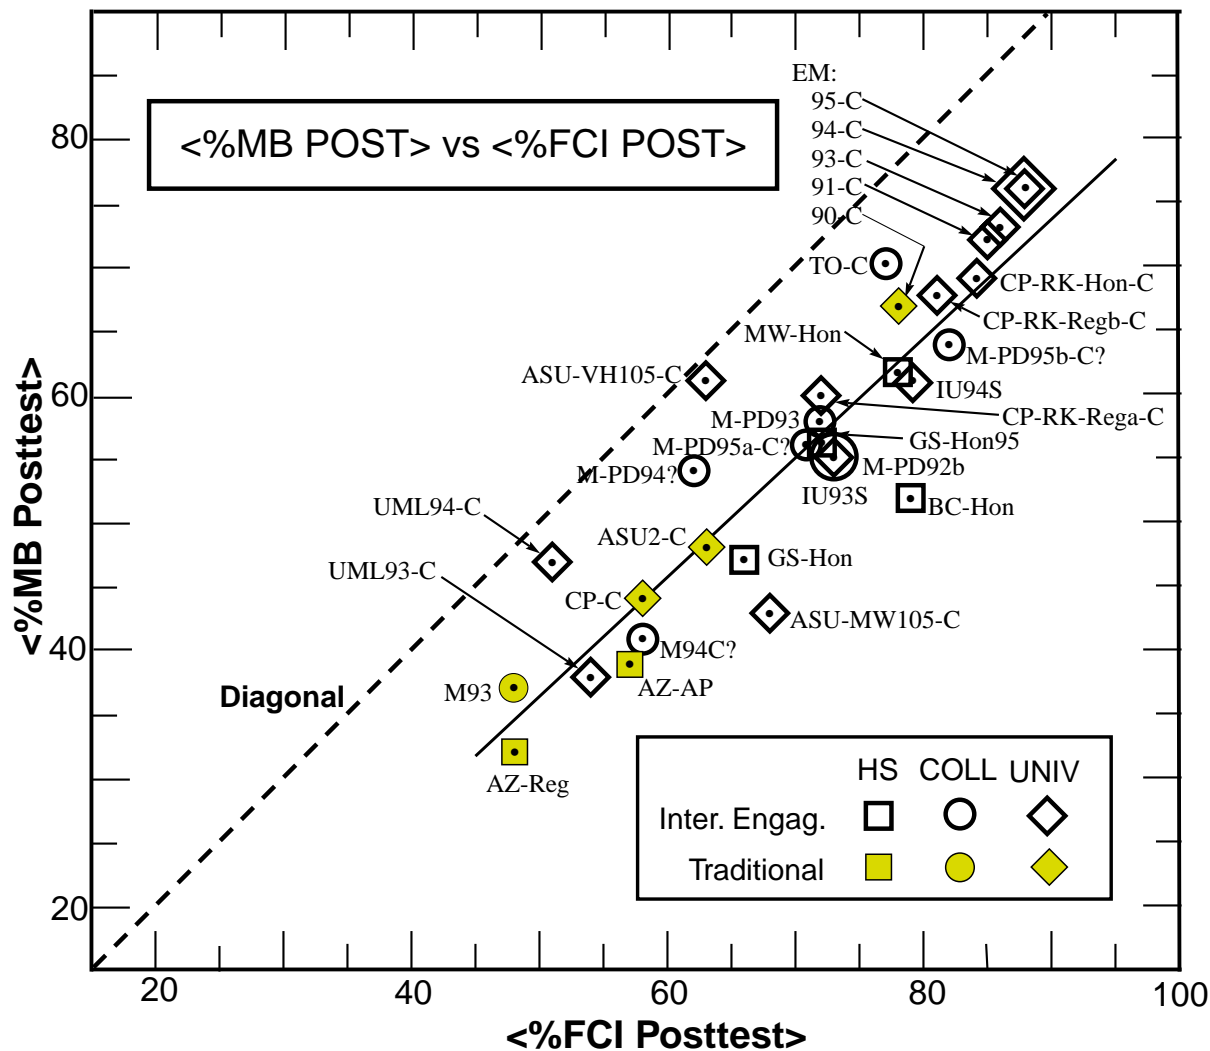 EM:
95-C
94-C
93-C
91-C
90-C
80
<%MB POST> vs <%FCI POST>
TO-C
CP-RK-Hon-C
CP-RK-Regb-C
MW-Hon
M-PD95b-C?
ASU-VH105-C
IU94S
60
M-PD93
CP-RK-Rega-C
GS-Hon95
M-PD95a-C?
M-PD92b
M-PD94?
IU93S
BC-Hon
UML94-C
ASU2-C
GS-Hon
UML93-C
CP-C
ASU-MW105-C
<%MB Posttest>
40
M94C?
AZ-AP
M93
Diagonal
AZ-Reg
HS COLL UNIV
Inter. Engag.
Traditional
20
20 40 60 80 100
<%FCI Posttest>